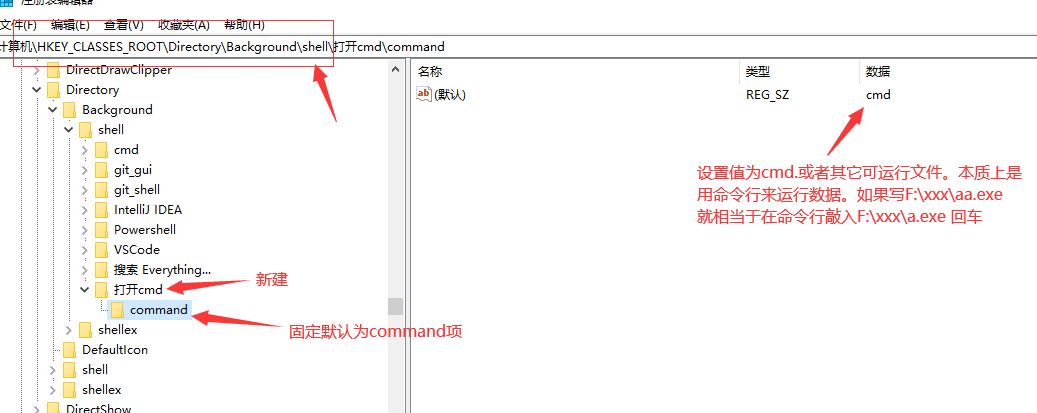 文件(F) 编辑(E) 查看(V) 收藏夹(A) 帮助(H)
计算机\HKEY_CLASSES_ROOT\Directory\Background\shell\打开cmd\command
DirectDrawClipper
Directory
Background
shell
cmd
git_gui
git_shell
IntelliJ IDEA
Powershell
VSCode
搜索 Everything...
打开cmd
新建
command
固定默认为command项
shellex
DefaultIcon
shell
shellex
DirectShow
名称 类型 数据
ab (默认) REG_SZ cmd
设置值为cmd.或者其它可运行文件。本质上是
用命令行来运行数据。如果写F:\xxx\aa.exe
就相当于在命令行敲入F:\xxx\a.exe 回车